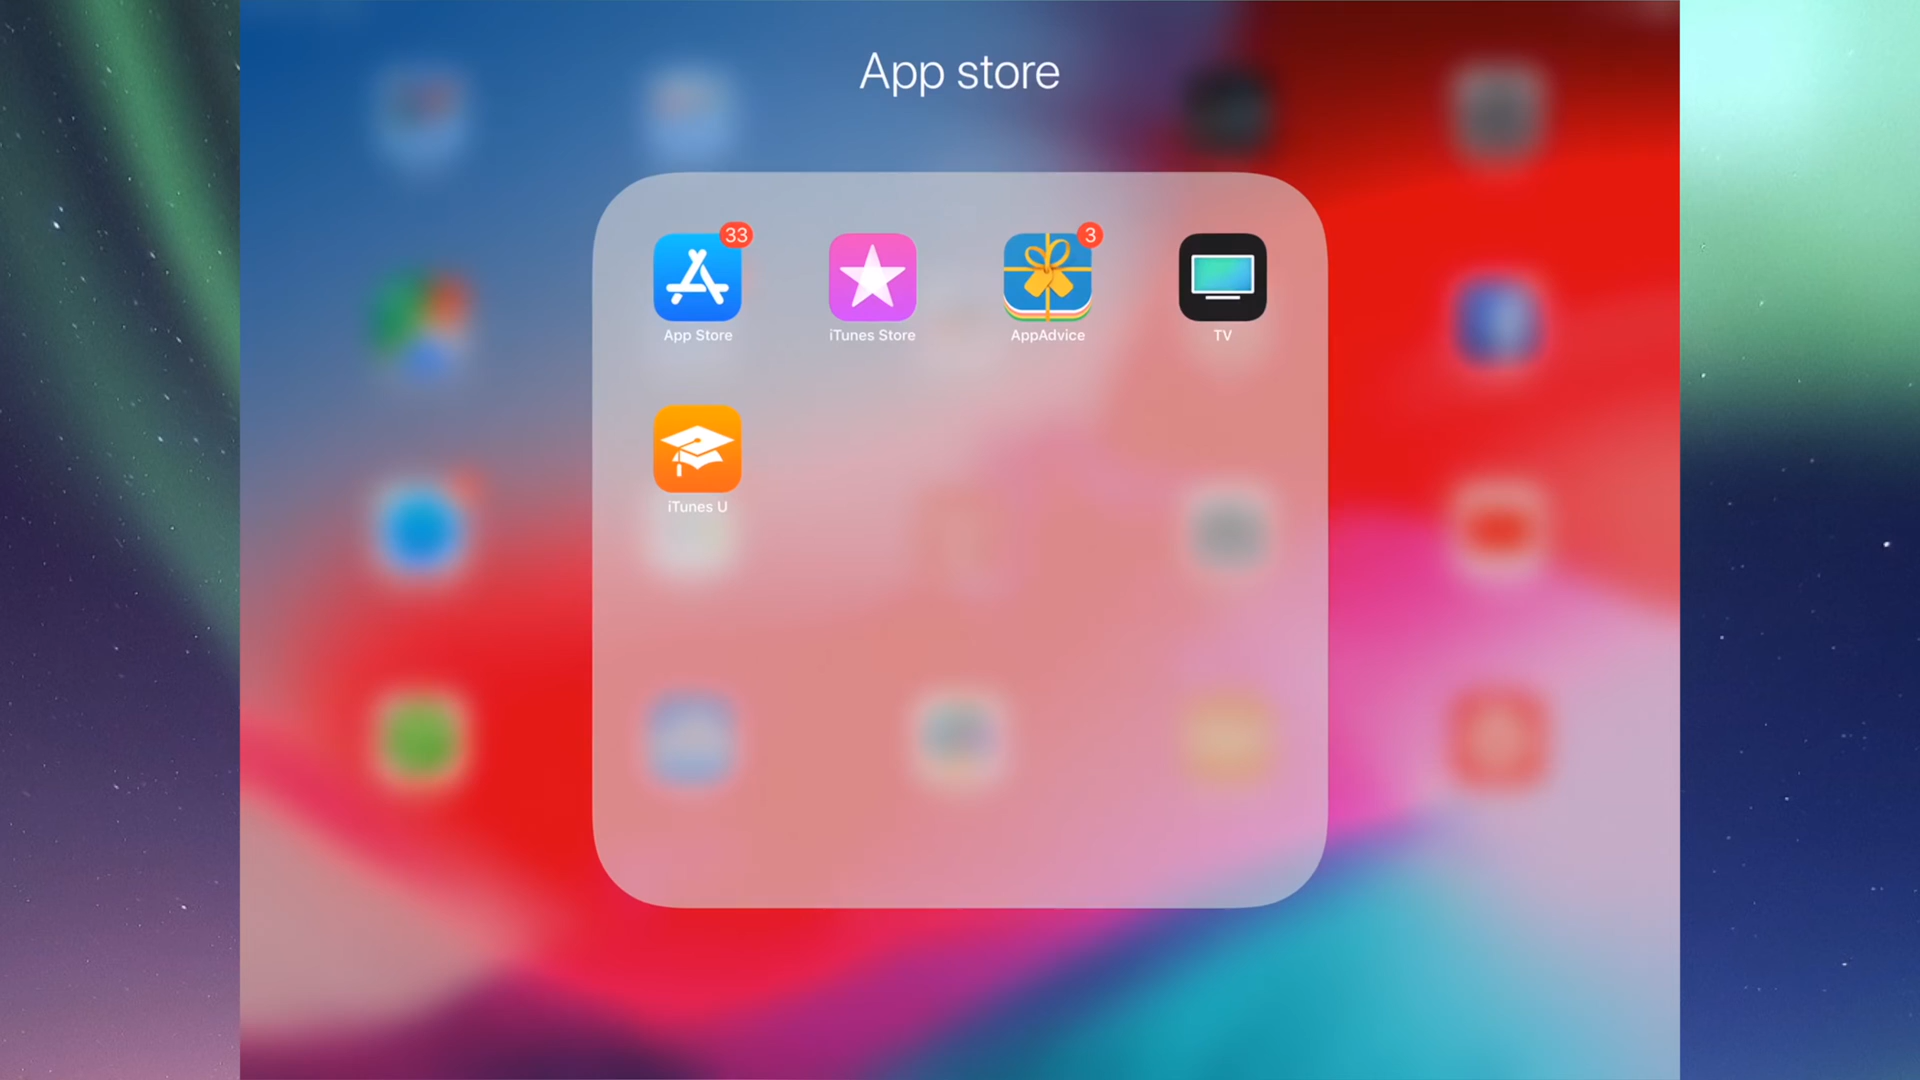 App store
33
3
App Store
iTunes Store
AppAdvice
TV
iTunes U